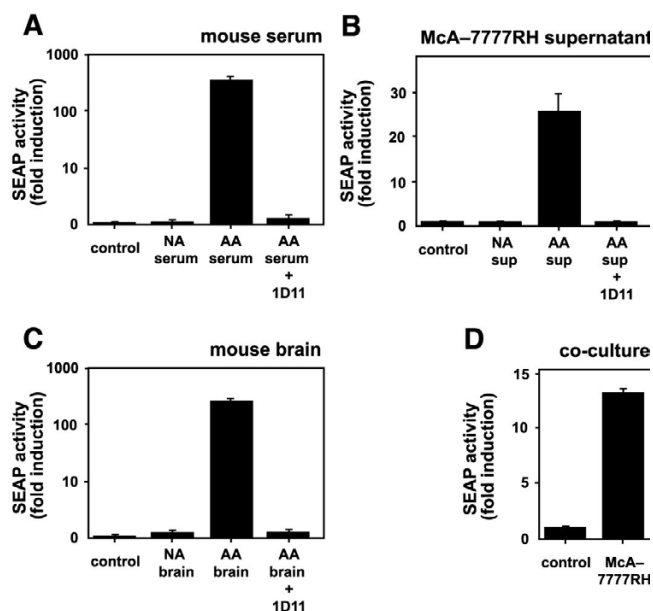 A
mouse serum
SEAP activity
(fold induction)
1000
100
10
0
control
NA
serum
AA
serum
AA
serum
+
1D11
B
McA–7777RH supernatant
SEAP activity
(fold induction)
30
20
10
0
control
NA
sup
AA
sup
AA
sup
+
1D11
C
mouse brain
SEAP activity
(fold induction)
1000
100
10
0
control
NA
brain
AA
brain
AA
brain
+
1D11
D
co-culture
SEAP activity
(fold induction)
15
10
5
0
control
McA–
7777RH